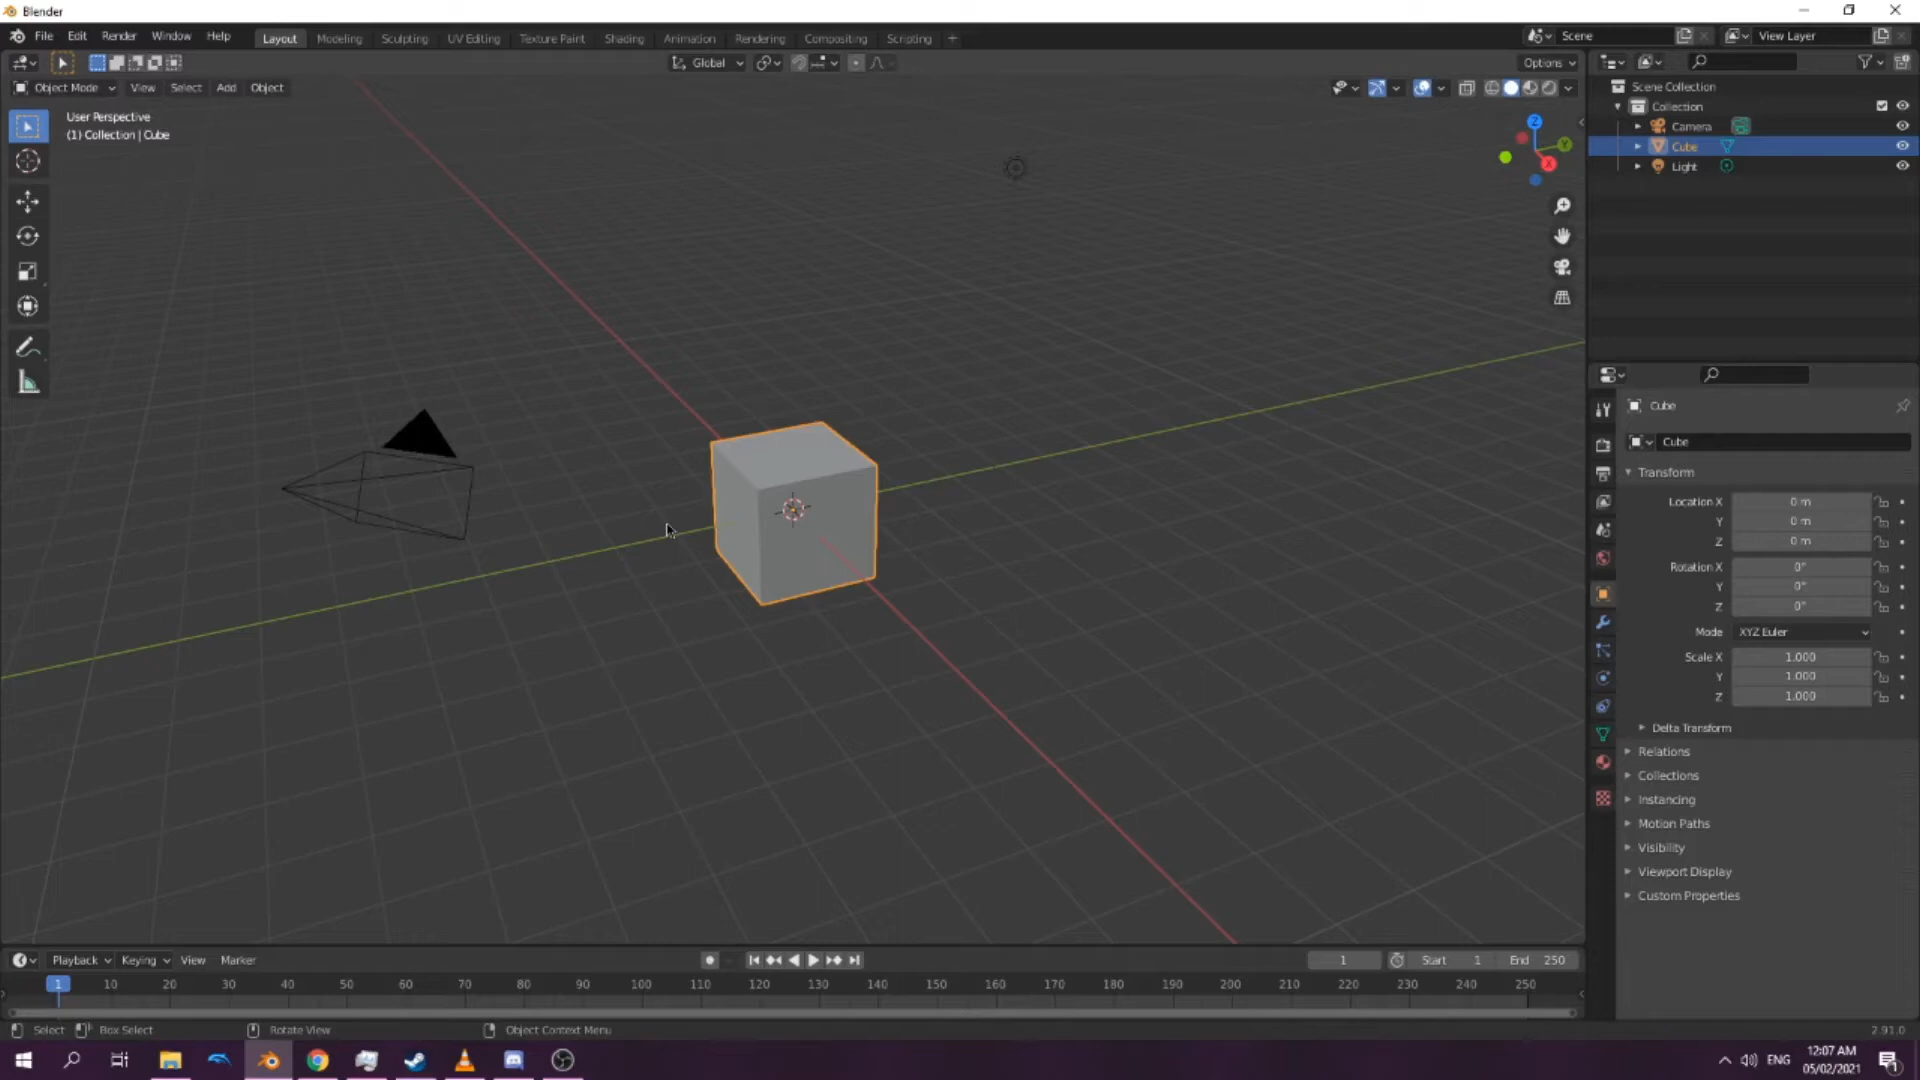 Blender
File Edit Render Window Help Layout Modeling Sculpting UV Editing Texture Paint Shading Animation Rendering Compositing Scripting + Scene View Layer
Global Options
Object Mode View Select Add Object
User Perspective
(1) Collection | Cube
Z
Y
X
Scene Collection
Collection
Camera
Cube
Light
Cube
Cube
Transform
Location X 0 m
Y 0 m
Z 0 m
Rotation X 0°
Y 0°
Z 0°
Mode XYZ Euler
Scale X 1.000
Y 1.000
Z 1.000
Delta Transform
Relations
Collections
Instancing
Motion Paths
Visibility
Viewport Display
Custom Properties
Playback Keying View Marker 1 Start 1 End 250
1 10 20 30 40 50 60 70 80 90 100 110 120 130 140 150 160 170 180 190 200 210 220 230 240 250
Select Box Select Rotate View Object Context Menu 2.91.0
ENG 12:07 AM
05/02/2021
1